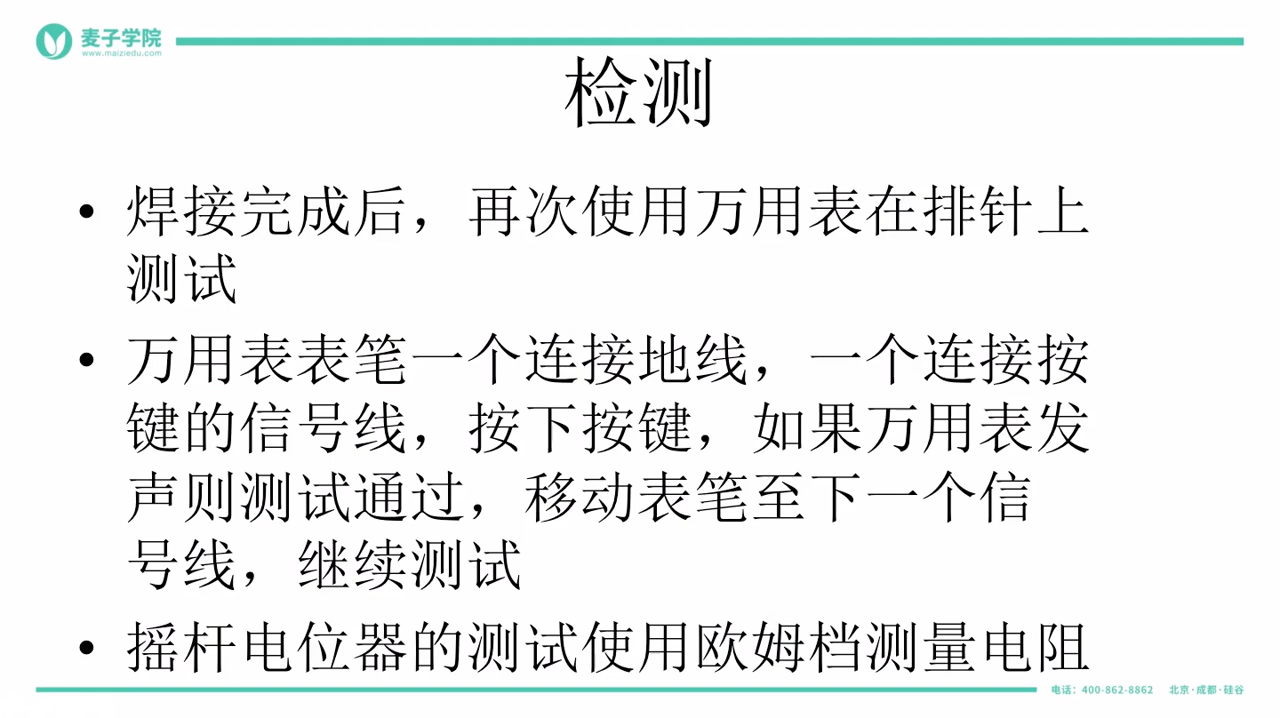 麦子学院
www.maiziedu.com
检测
• 焊接完成后，再次使用万用表在排针上
测试
• 万用表表笔一个连接地线，一个连接按
键的信号线，按下按键，如果万用表发
声则测试通过，移动表笔至下一个信
号线，继续测试
• 摇杆电位器的测试使用欧姆档测量电阻
电话：400-862-8862 北京·成都·硅谷